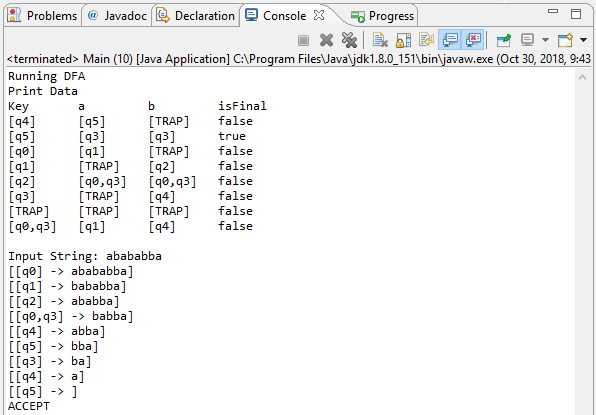 Problems @ Javadoc Declaration Console Progress
<terminated> Main (10) [Java Application] C:\Program Files\Java\jdk1.8.0_151\bin\javaw.exe (Oct 30, 2018, 9:43
Running DFA
Print Data
Key a b isFinal
[q4] [q5] [TRAP] false
[q5] [q3] [q3] true
[q0] [q1] [TRAP] false
[q1] [TRAP] [q2] false
[q2] [q0,q3] [q0,q3] false
[q3] [TRAP] [q4] false
[TRAP] [TRAP] [TRAP] false
[q0,q3] [q1] [q4] false
Input String: abababba
[[q0] -> abababba]
[[q1] -> bababba]
[[q2] -> ababba]
[[q0,q3] -> babba]
[[q4] -> abba]
[[q5] -> bba]
[[q3] -> ba]
[[q4] -> a]
[[q5] -> ]
ACCEPT